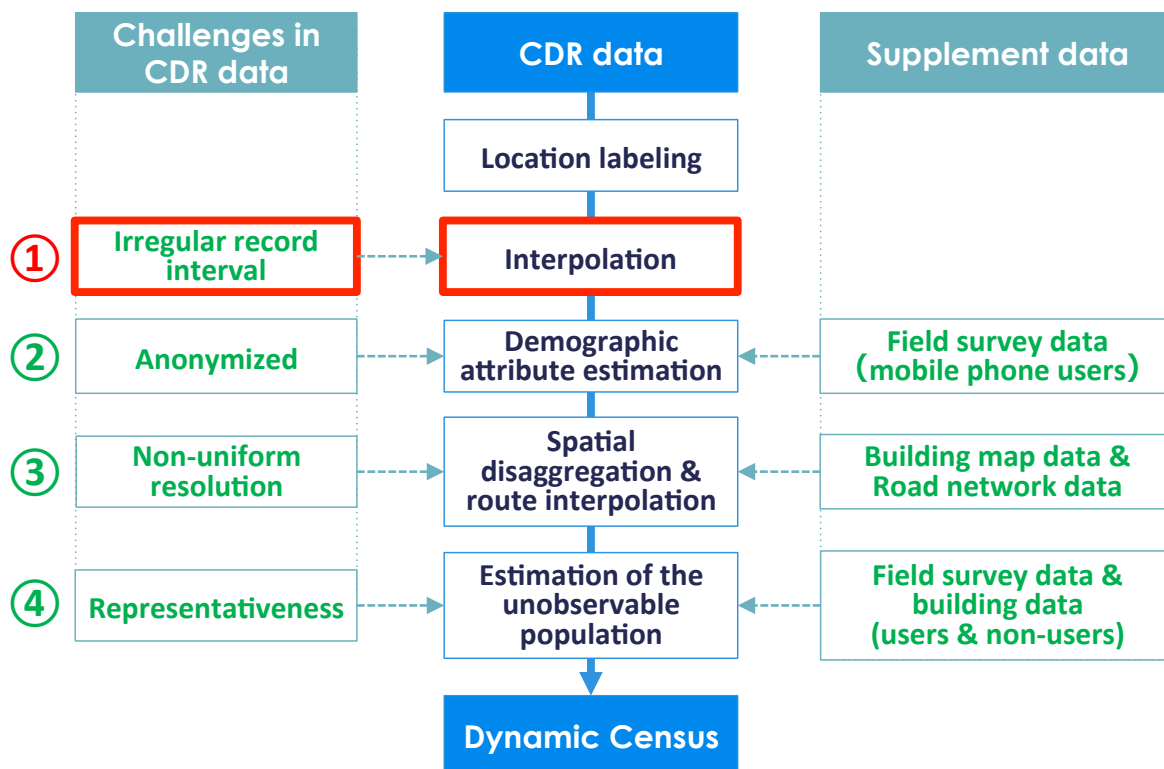 Challenges in
CDR data
CDR data
Supplement data
Location labeling
①
Irregular record
interval
Interpolation
②
Anonymized
Demographic
attribute estimation
Field survey data
(mobile phone users)
③
Non-uniform
resolution
Spatial
disaggregation &
route interpolation
Building map data &
Road network data
④
Representativeness
Estimation of the
unobservable
population
Field survey data &
building data
(users & non-users)
Dynamic Census